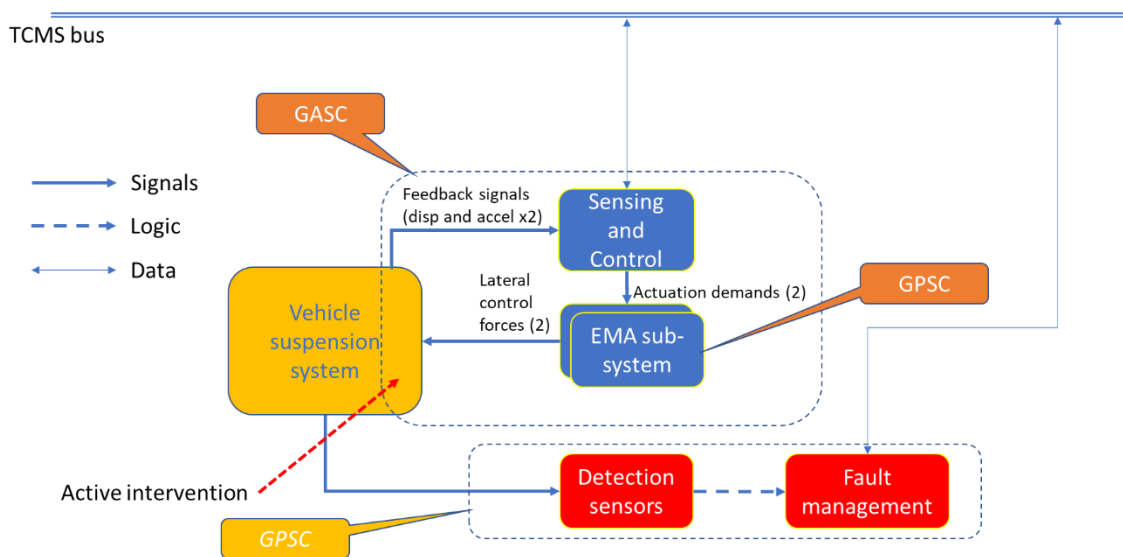 TCMS bus
GASC
Signals
Logic
Data
Feedback signals
(disp and accel x2)
Sensing
and
Control
Lateral
control
forces (2)
Actuation demands (2)
GPSC
Vehicle
suspension
system
EMA sub-
system
Active intervention
Detection
sensors
Fault
management
GPSC